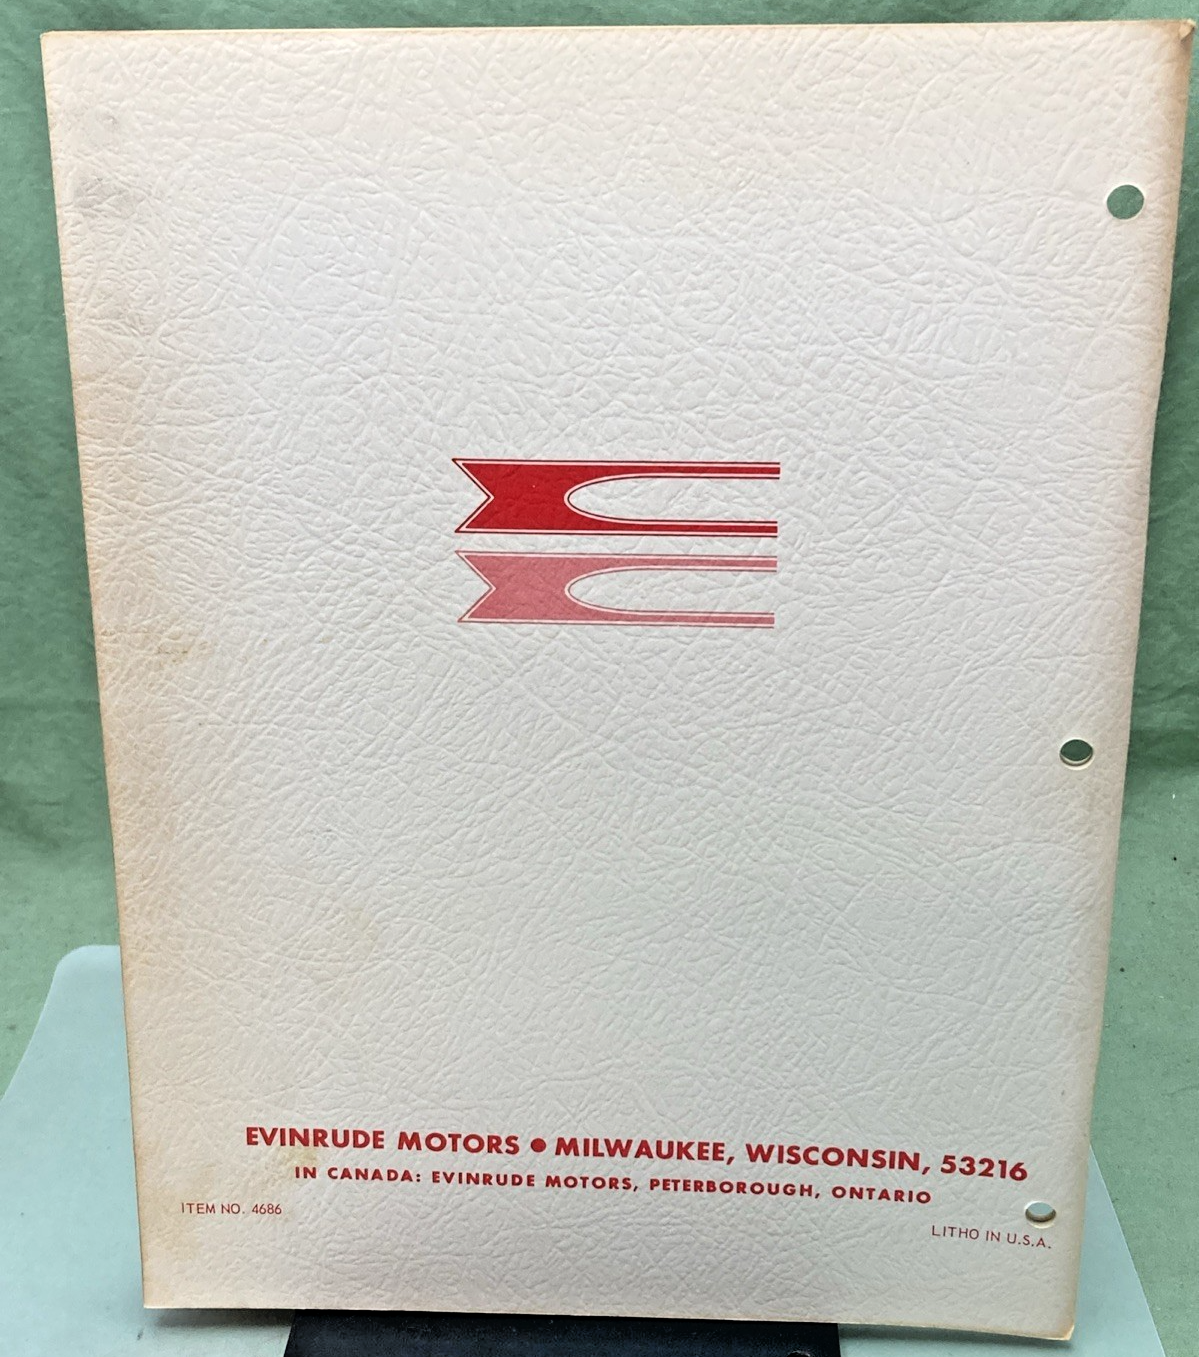 EVINRUDE MOTORS ● MILWAUKEE, WISCONSIN, 53216
IN CANADA: EVINRUDE MOTORS, PETERBOROUGH, ONTARIO
ITEM NO. 4686
LITHO IN U.S.A.